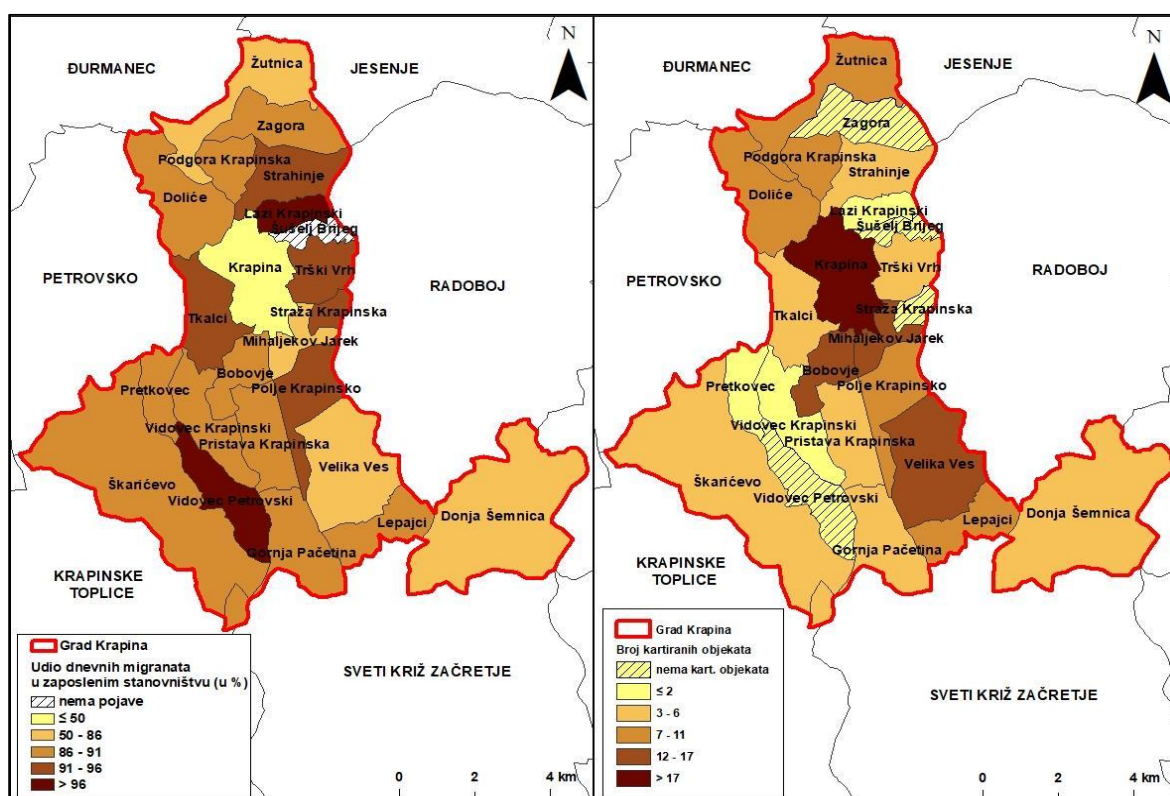 N
ĐURMANEC
Žutnica
JESENJE
Zagora
Podgora Krapinska
Strahinje
Doliće
Lazi Krapinski
Šušelj Brijeg
PETROVSKO
Krapina
Trški Vrh
RADOBOJ
Tkalci
Straža Krapinska
Mihaljekov Jarek
Bobovje
Pretkovec
Polje Krapinsko
Vidovec Krapinski
Pristava Krapinska
Velika Ves
Škarićevo
Vidovec Petrovski
Lepajci
Donja Šemnica
Gornja Pačetina
KRAPINSKE
TOPLICE
SVETI KRIŽ ZAČRETJE
Grad Krapina
Udio dnevnih migranata
u zaposlenim stanovništvu (u %)
nema pojave
≤ 50
50 - 86
86 - 91
91 - 96
> 96
0 2 4 km
N
ĐURMANEC
Žutnica
JESENJE
Zagora
Podgora Krapinska
Strahinje
Doliće
Lazi Krapinski
Šušelj Brijeg
PETROVSKO
Krapina
Trški Vrh
RADOBOJ
Tkalci
Straža Krapinska
Mihaljekov Jarek
Bobovje
Pretkovec
Polje Krapinsko
Vidovec Krapinski
Pristava Krapinska
Velika Ves
Škarićevo
Vidovec Petrovski
Lepajci
Donja Šemnica
Gornja Pačetina
KRAPINSKE
TOPLICE
SVETI KRIŽ ZAČRETJE
Grad Krapina
Broj kartiranih objekata
nema kart. objekata
≤ 2
3 - 6
7 - 11
12 - 17
> 17
0 2 4 km